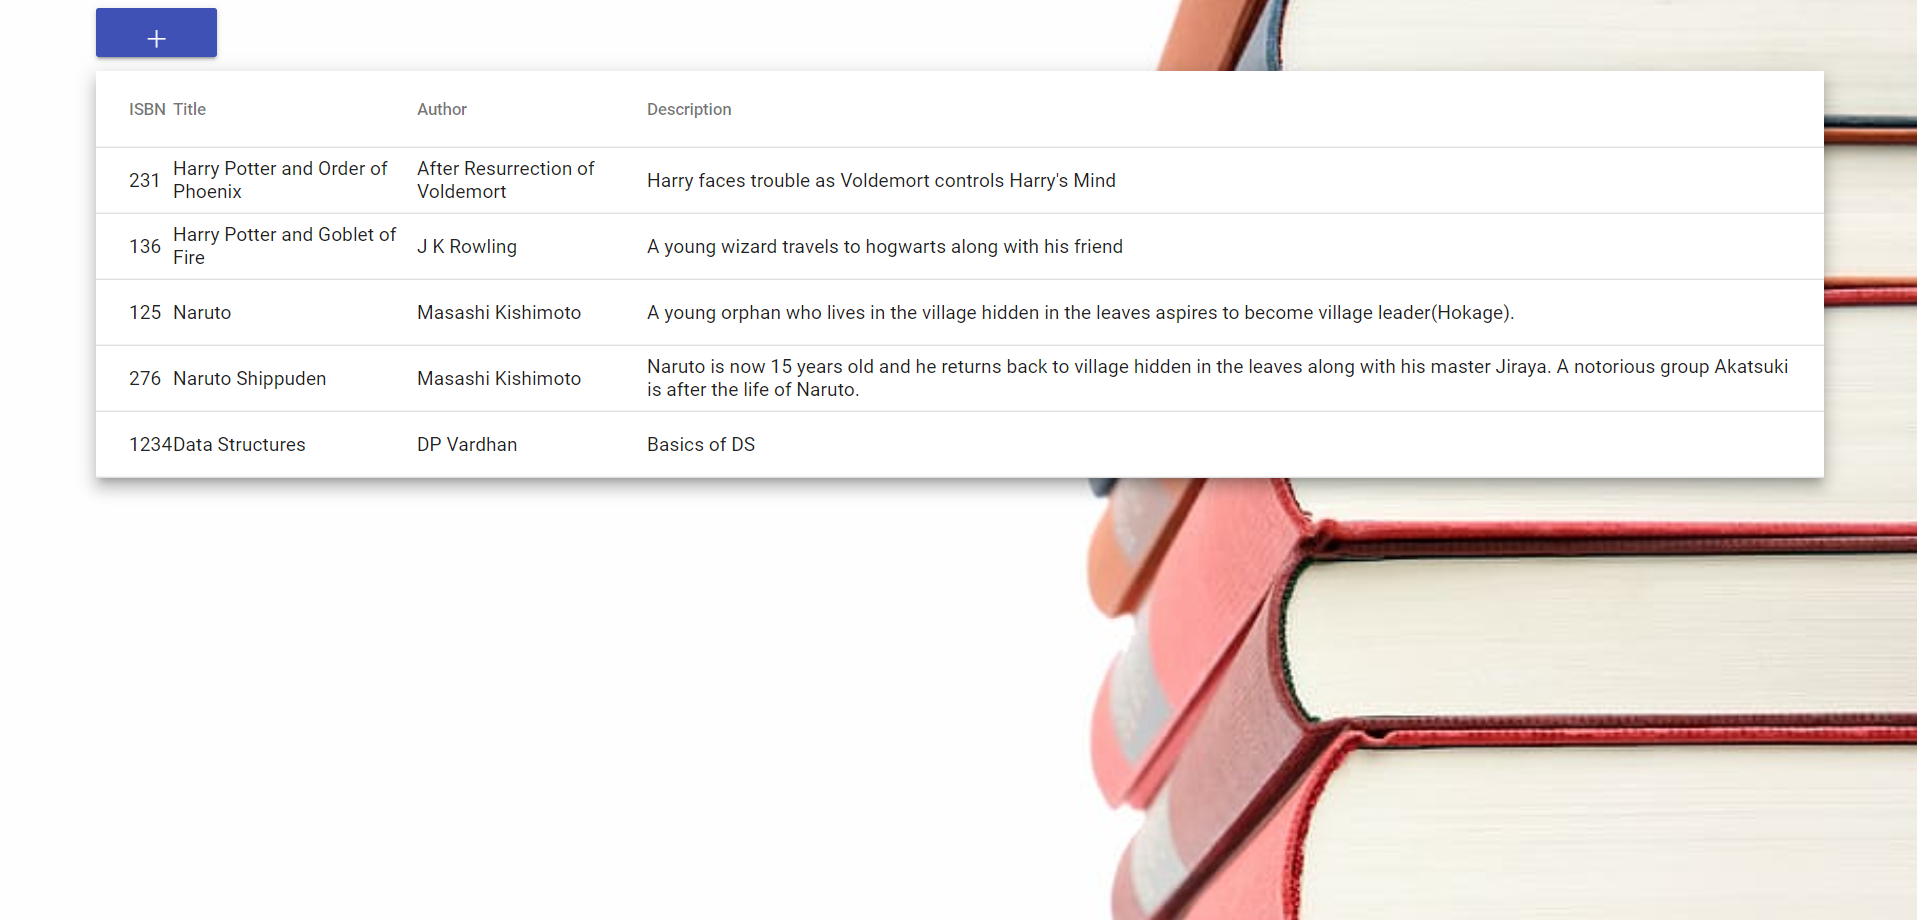 +
ISBN Title Author Description
231 Harry Potter and Order of Phoenix After Resurrection of Voldemort Harry faces trouble as Voldemort controls Harry's Mind
136 Harry Potter and Goblet of Fire J K Rowling A young wizard travels to hogwarts along with his friend
125 Naruto Masashi Kishimoto A young orphan who lives in the village hidden in the leaves aspires to become village leader(Hokage).
276 Naruto Shippuden Masashi Kishimoto Naruto is now 15 years old and he returns back to village hidden in the leaves along with his master Jiraya. A notorious group Akatsuki
is after the life of Naruto.
1234 Data Structures DP Vardhan Basics of DS